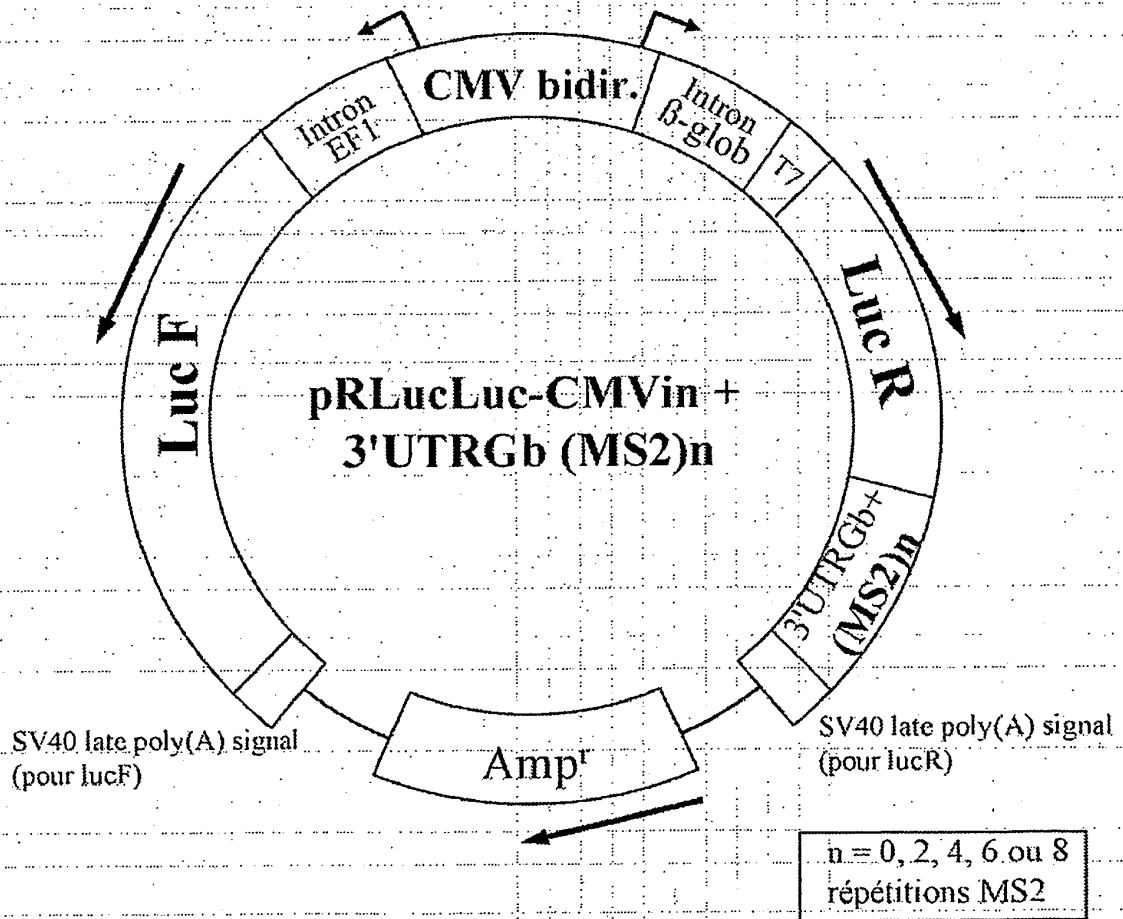 CMV bidir.
Intron
EF1
Intron
ß-glob
T7
Luc F
Luc R
pRLucLuc-CMVin +
3'UTRGb (MS2)n
3'UTRGb+
(MS2)n
SV40 late poly(A) signal
(pour lucF)
Ampʳ
SV40 late poly(A) signal
(pour lucR)
n = 0, 2, 4, 6 ou 8
répétitions MS2